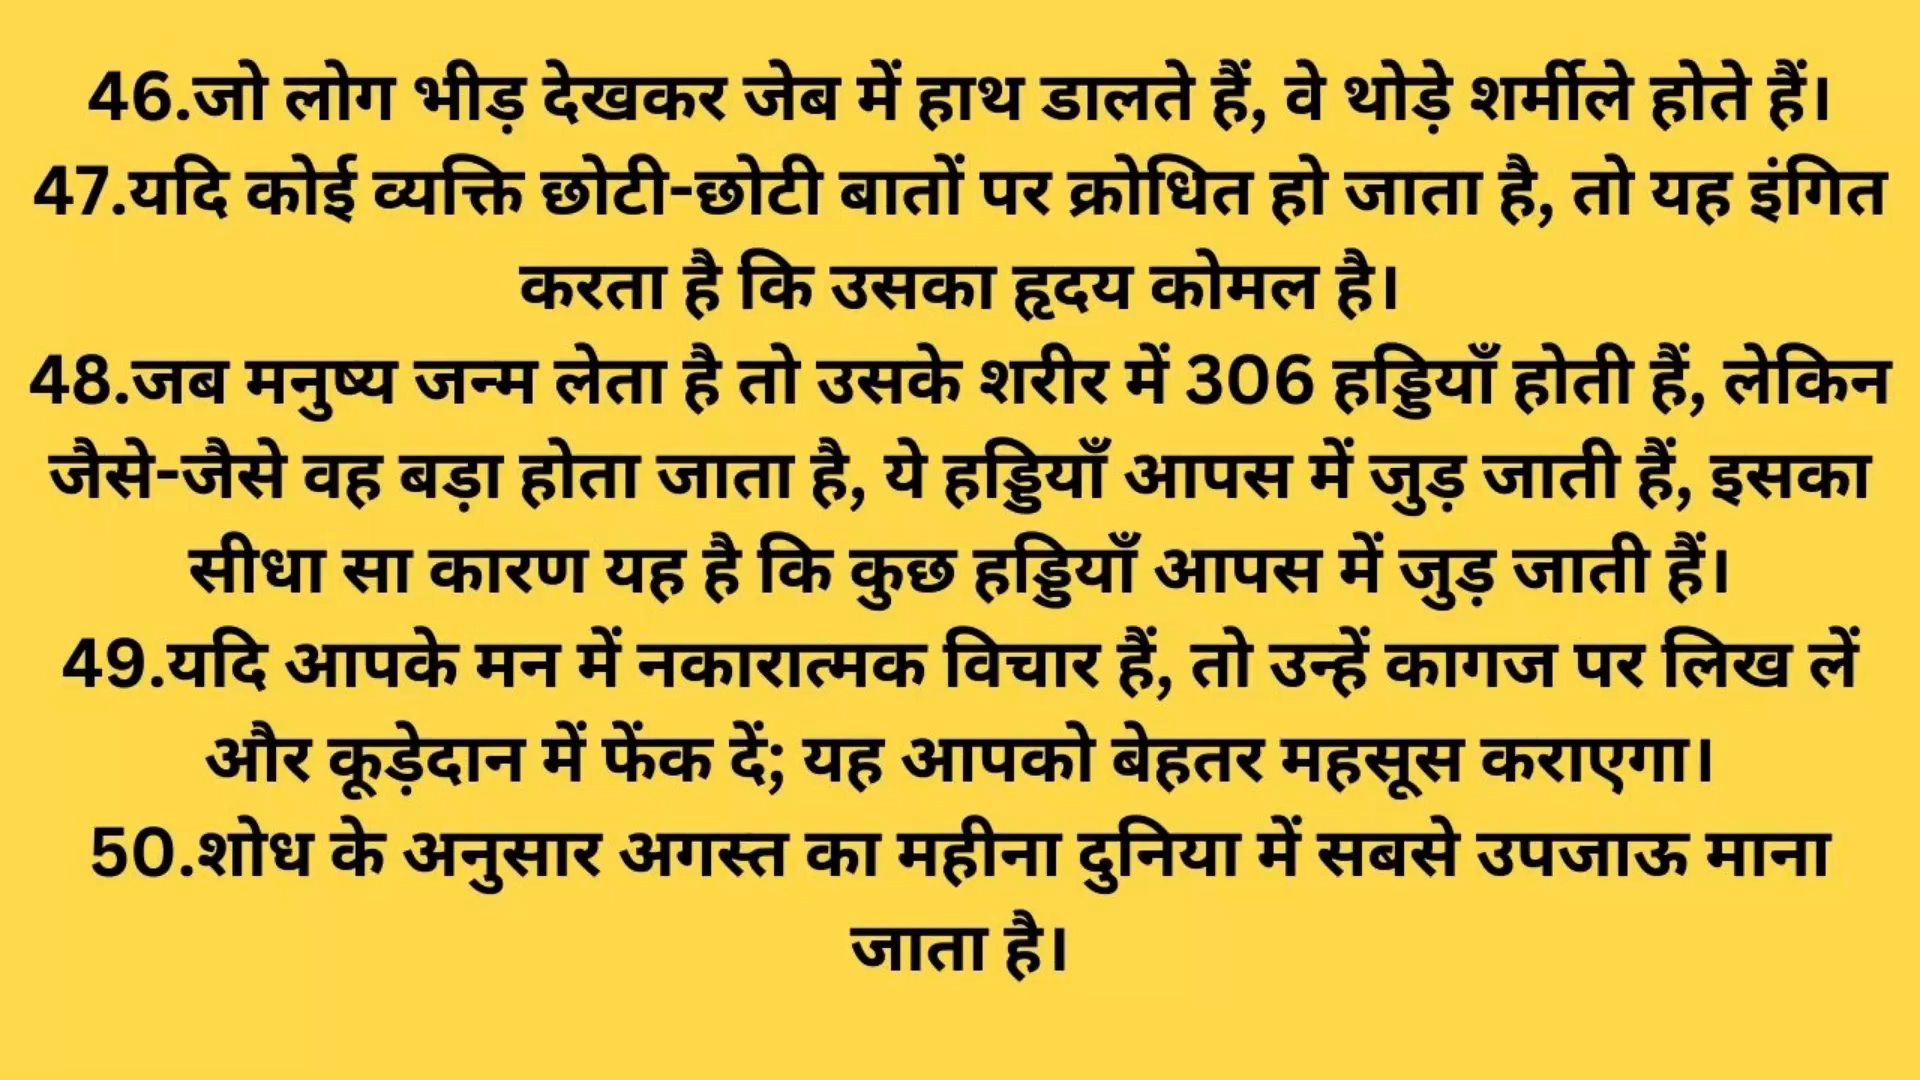 46.जो लोग भीड़ देखकर जेब में हाथ डालते हैं, वे थोड़े शर्मीले होते हैं।
47.यदि कोई व्यक्ति छोटी-छोटी बातों पर क्रोधित हो जाता है, तो यह इंगित
करता है कि उसका हृदय कोमल है।
48.जब मनुष्य जन्म लेता है तो उसके शरीर में 306 हड्डियाँ होती हैं, लेकिन
जैसे-जैसे वह बड़ा होता जाता है, ये हड्डियाँ आपस में जुड़ जाती हैं, इसका
सीधा सा कारण यह है कि कुछ हड्डियाँ आपस में जुड़ जाती हैं।
49.यदि आपके मन में नकारात्मक विचार हैं, तो उन्हें कागज पर लिख लें
और कूड़ेदान में फेंक दें; यह आपको बेहतर महसूस कराएगा।
50.शोध के अनुसार अगस्त का महीना दुनिया में सबसे उपजाऊ माना
जाता है।